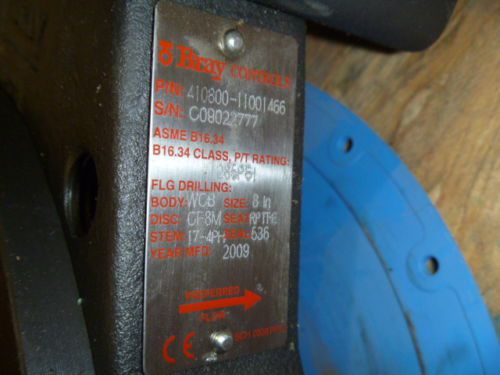 Bray CONTROLS
P/N: 410800-11001466
S/N: C08022777
ASME B16.34
B16.34 CLASS, P/T RATING:
285PSI
FLG DRILLING:
BODY: WCB SIZE: 8 in
DISC: CF8M SEAT: RPTFE
STEM: 17-4PH 536
YEAR MFD: 2009
PREFERRED
FLOW
CE